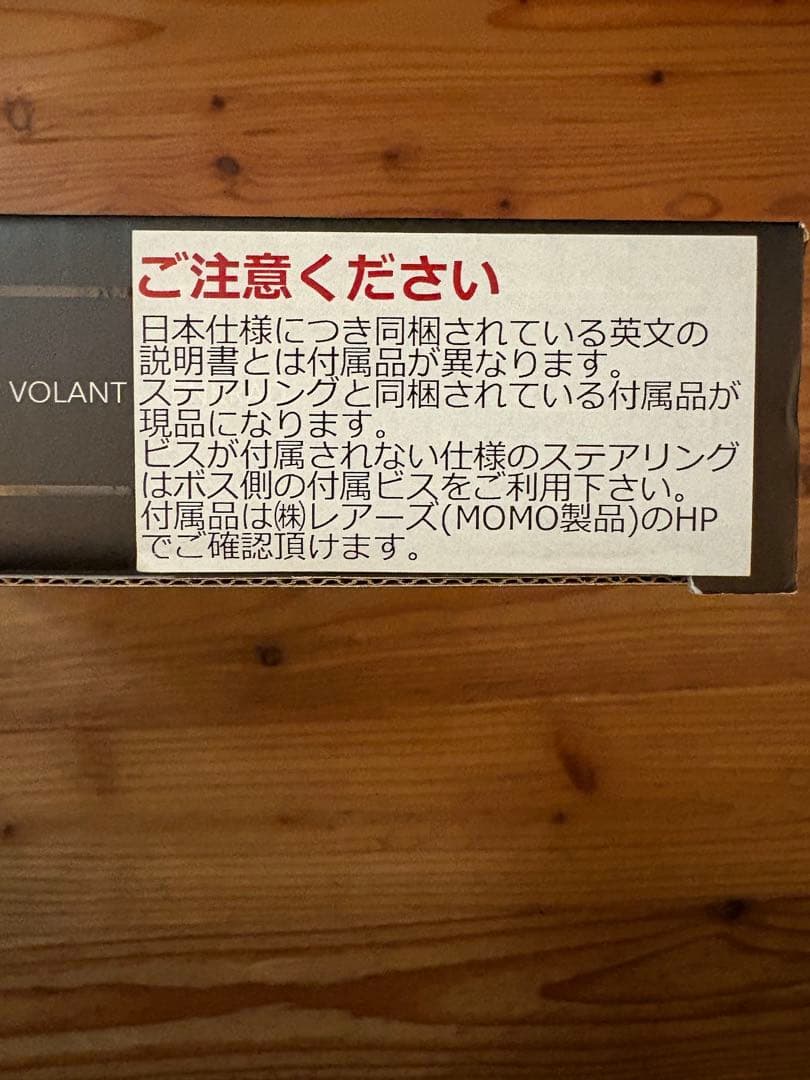 ご注意ください
日本仕様につき同梱されている英文の
説明書とは付属品が異なります。
VOLANT
ステアリングと同梱されている付属品が
現品になります。
ビスが付属されない仕様のステアリング
はボス側の付属ビスをご利用下さい。
付属品は㈱レアーズ(MOMO製品)のHP
でご確認頂けます。